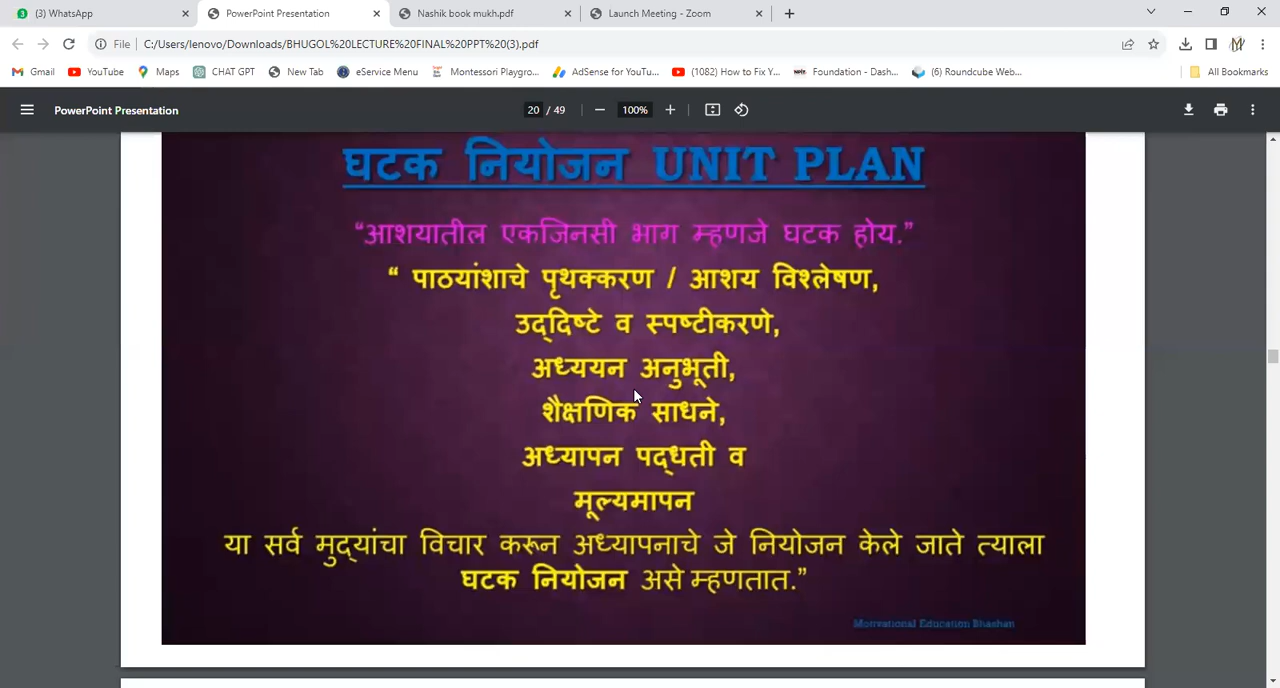 (3) WhatsApp
PowerPoint Presentation
Nashik book mukh.pdf
Launch Meeting - Zoom
File
C:/Users/lenovo/Downloads/BHUGOL%20LECTURE%20FINAL%20PPT%20(3).pdf
Gmail
YouTube
Maps
CHAT GPT
New Tab
eService Menu
Montessori Playgro...
AdSense for YouTu...
(1082) How to Fix Y...
Foundation - Dash...
(6) Roundcube Web...
All Bookmarks
PowerPoint Presentation
20 / 49
100%
घटक नियोजन UNIT PLAN
“आशयातील एकजिनसी भाग म्हणजे घटक होय.”
“ पाठयांशाचे पृथक्करण / आशय विश्लेषण,
उद्दिष्टे व स्पष्टीकरणे,
अध्ययन अनुभूती,
शैक्षणिक साधने,
अध्यापन पद्धती व
मूल्यमापन
या सर्व मुद्यांचा विचार करून अध्यापनाचे जे नियोजन केले जाते त्याला
घटक नियोजन असे म्हणतात.”
Motivational Education Bhashan